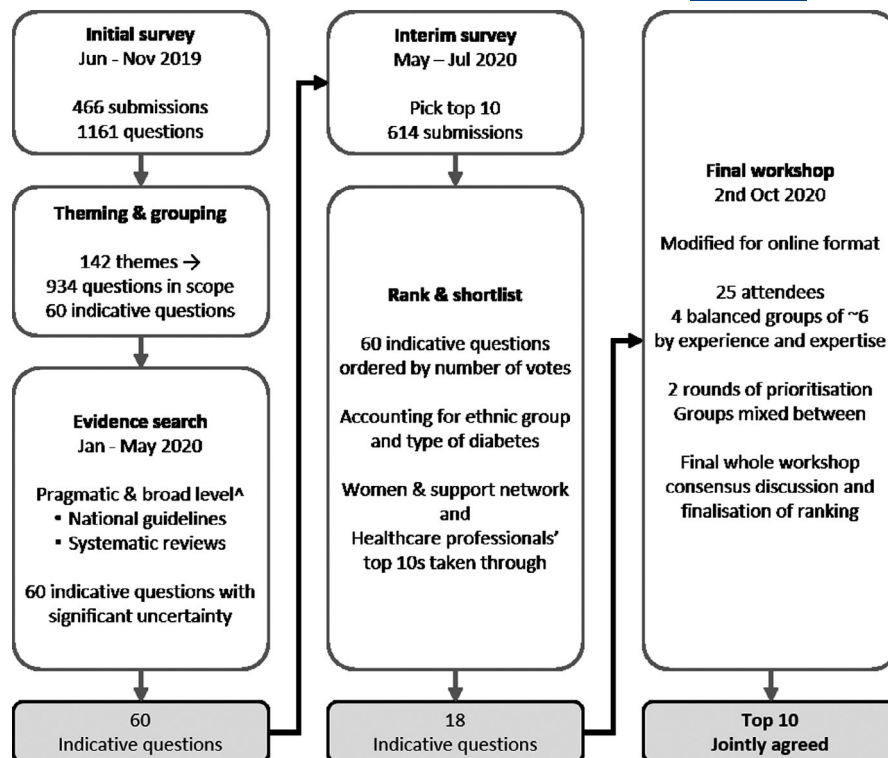 Initial survey
Jun - Nov 2019
466 submissions
1161 questions
Theming & grouping
142 themes →
934 questions in scope
60 indicative questions
Evidence search
Jan - May 2020
Pragmatic & broad level^
▪ National guidelines
▪ Systematic reviews
60 indicative questions with
significant uncertainty
60
Indicative questions
Interim survey
May – Jul 2020
Pick top 10
614 submissions
Rank & shortlist
60 indicative questions
ordered by number of votes
Accounting for ethnic group
and type of diabetes
Women & support network
and
Healthcare professionals'
top 10s taken through
18
Indicative questions
Final workshop
2nd Oct 2020
Modified for online format
25 attendees
4 balanced groups of ~6
by experience and expertise
2 rounds of prioritisation
Groups mixed between
Final whole workshop
consensus discussion and
finalisation of ranking
Top 10
Jointly agreed